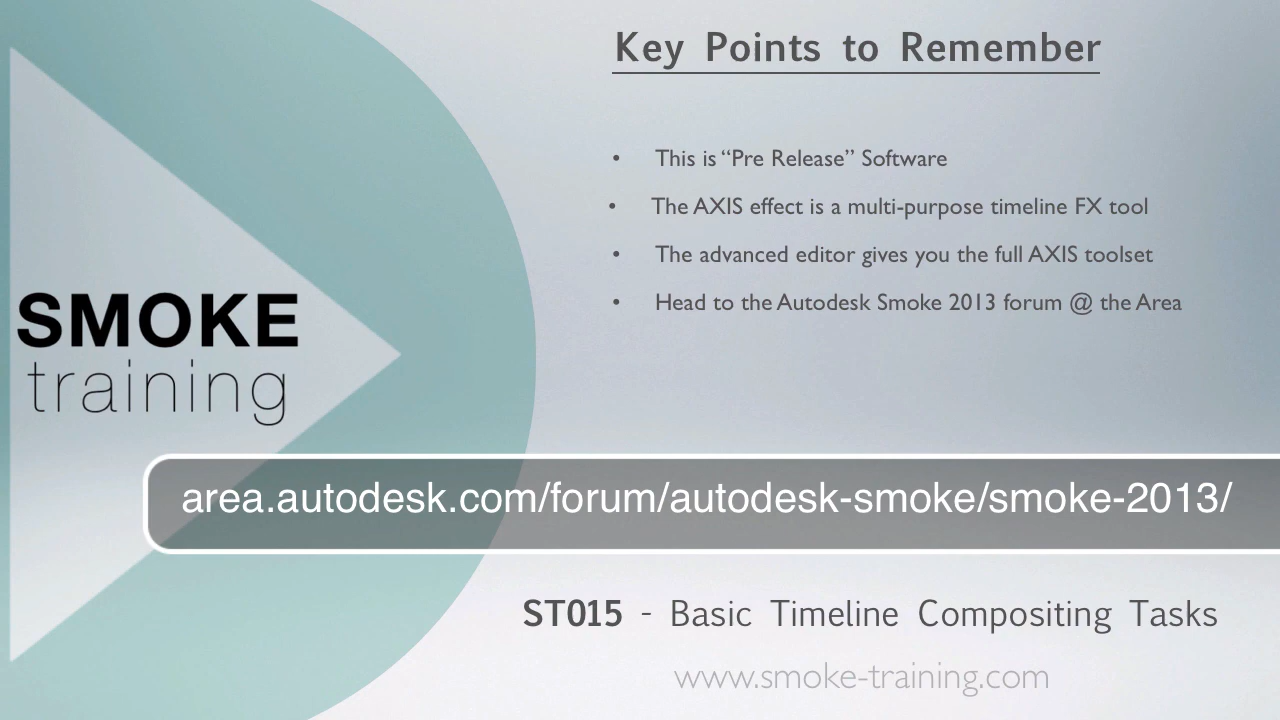 Key Points to Remember
• This is “Pre Release” Software
• The AXIS effect is a multi-purpose timeline FX tool
• The advanced editor gives you the full AXIS toolset
• Head to the Autodesk Smoke 2013 forum @ the Area
SMOKE
training
area.autodesk.com/forum/autodesk-smoke/smoke-2013/
ST015 - Basic Timeline Compositing Tasks
www.smoke-training.com